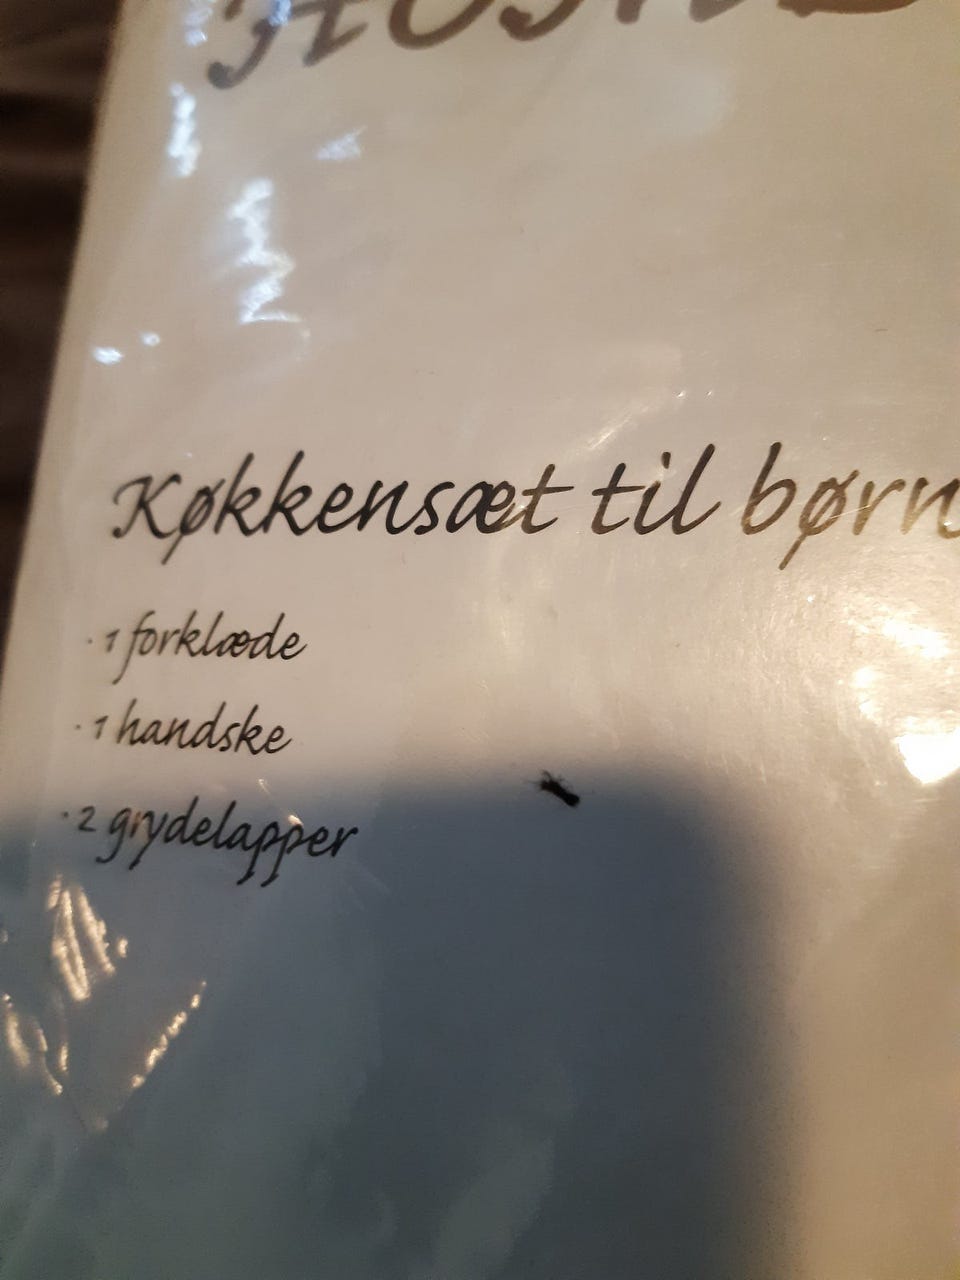 Køkkensæt til børn
· 1 forklæde
· 1 handske
· 2 grydelapper